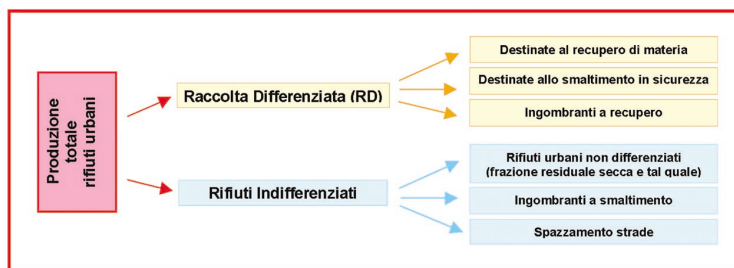 Produzione
totale
rifiuti urbani
Raccolta Differenziata (RD)
Destinate al recupero di materia
Destinate allo smaltimento in sicurezza
Ingombranti a recupero
Rifiuti Indifferenziati
Rifiuti urbani non differenziati
(frazione residuale secca e tal quale)
Ingombranti a smaltimento
Spazzamento strade